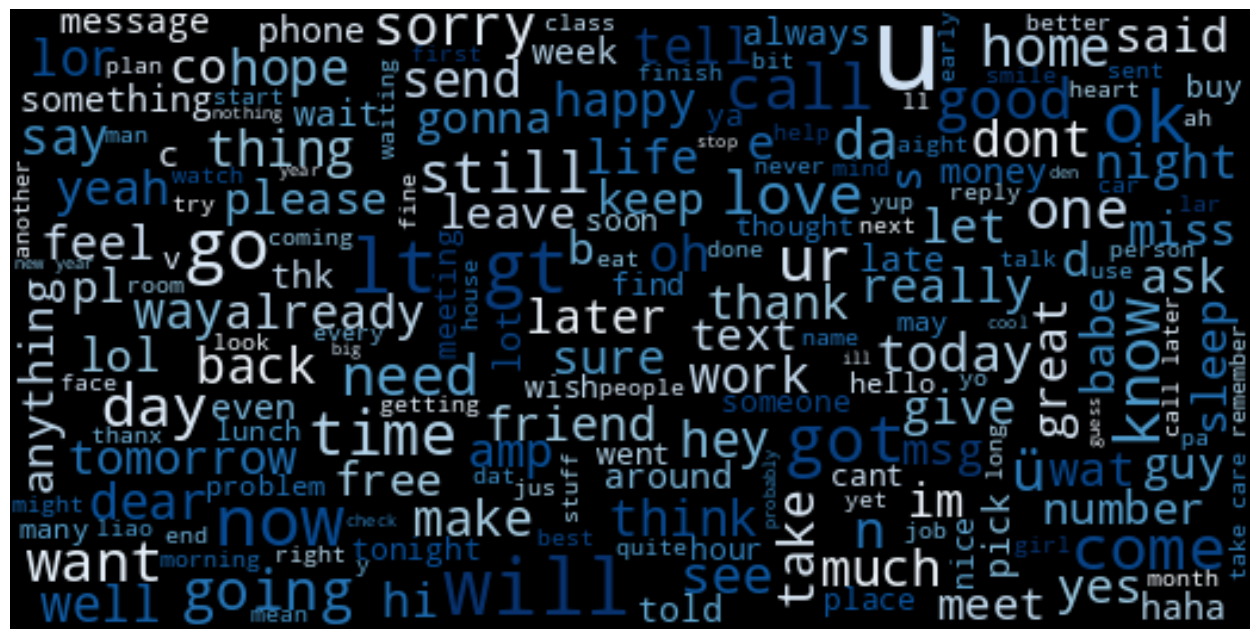 message phone sorry class week tell always u early home better said
lor plan co hope first send finish bit call ll good smile sent heart buy
something start nothing wait waiting gonna happy ya stop e help da aight dont ok ah
say man c thing year still life never mind s money den car night
another yeah watch try please fine leave keep soon love thought yup next reply let one lar miss
feel v go coming lt meeting gt b eat oh done ur late talk d use person ask
new year pl room thk house find thank really
anything way already every lot later text name may cool today great babe know call later sleep remember
lol look big back need sure wish people work ill hello yo
face day even getting time friend someone give guess
thanx lunch hey got msg long pa
tomorrow problem free amp went around cant ü wat guy
might dear dat jus stuff probably take yet im number
many liao end now check make best think n job nice pick girl come take care
want morning right y tonight quite hour see much month
well going mean hi will told place meet yes haha